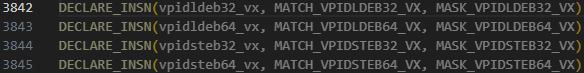 3842 DECLARE_INSN(vpidldeb32_vx, MATCH_VPIDLDEB32_VX, MASK_VPIDLDEB32_VX)
3843 DECLARE_INSN(vpidldeb64_vx, MATCH_VPIDLDEB64_VX, MASK_VPIDLDEB64_VX)
3844 DECLARE_INSN(vpidsteb32_vx, MATCH_VPIDSTEB32_VX, MASK_VPIDSTEB32_VX)
3845 DECLARE_INSN(vpidsteb64_vx, MATCH_VPIDSTEB64_VX, MASK_VPIDSTEB64_VX)